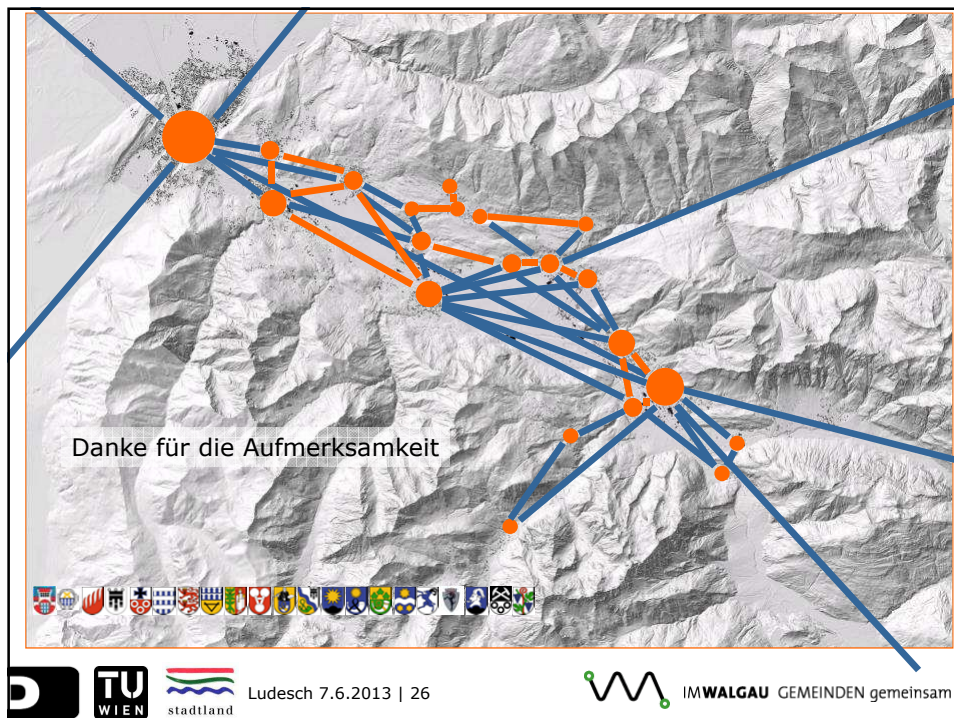 Danke für die Aufmerksamkeit
TU
WIEN
stadtland
Ludesch 7.6.2013 | 26
IMWALGAU GEMEINDEN gemeinsam